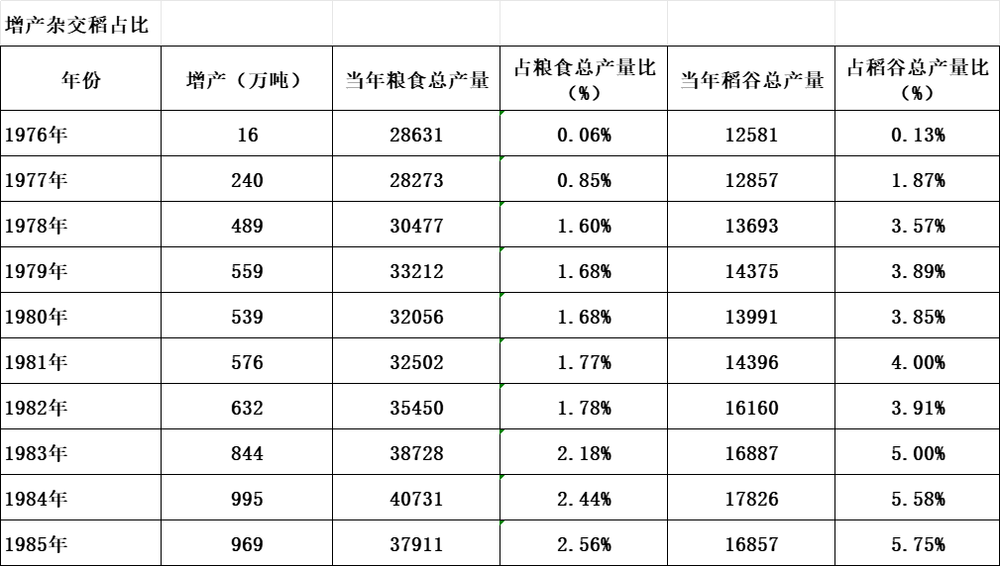 增产杂交稻占比
年份 增产（万吨） 当年粮食总产量 占粮食总产量比（%） 当年稻谷总产量 占稻谷总产量比（%）
1976年 16 28631 0.06% 12581 0.13%
1977年 240 28273 0.85% 12857 1.87%
1978年 489 30477 1.60% 13693 3.57%
1979年 559 33212 1.68% 14375 3.89%
1980年 539 32056 1.68% 13991 3.85%
1981年 576 32502 1.77% 14396 4.00%
1982年 632 35450 1.78% 16160 3.91%
1983年 844 38728 2.18% 16887 5.00%
1984年 995 40731 2.44% 17826 5.58%
1985年 969 37911 2.56% 16857 5.75%